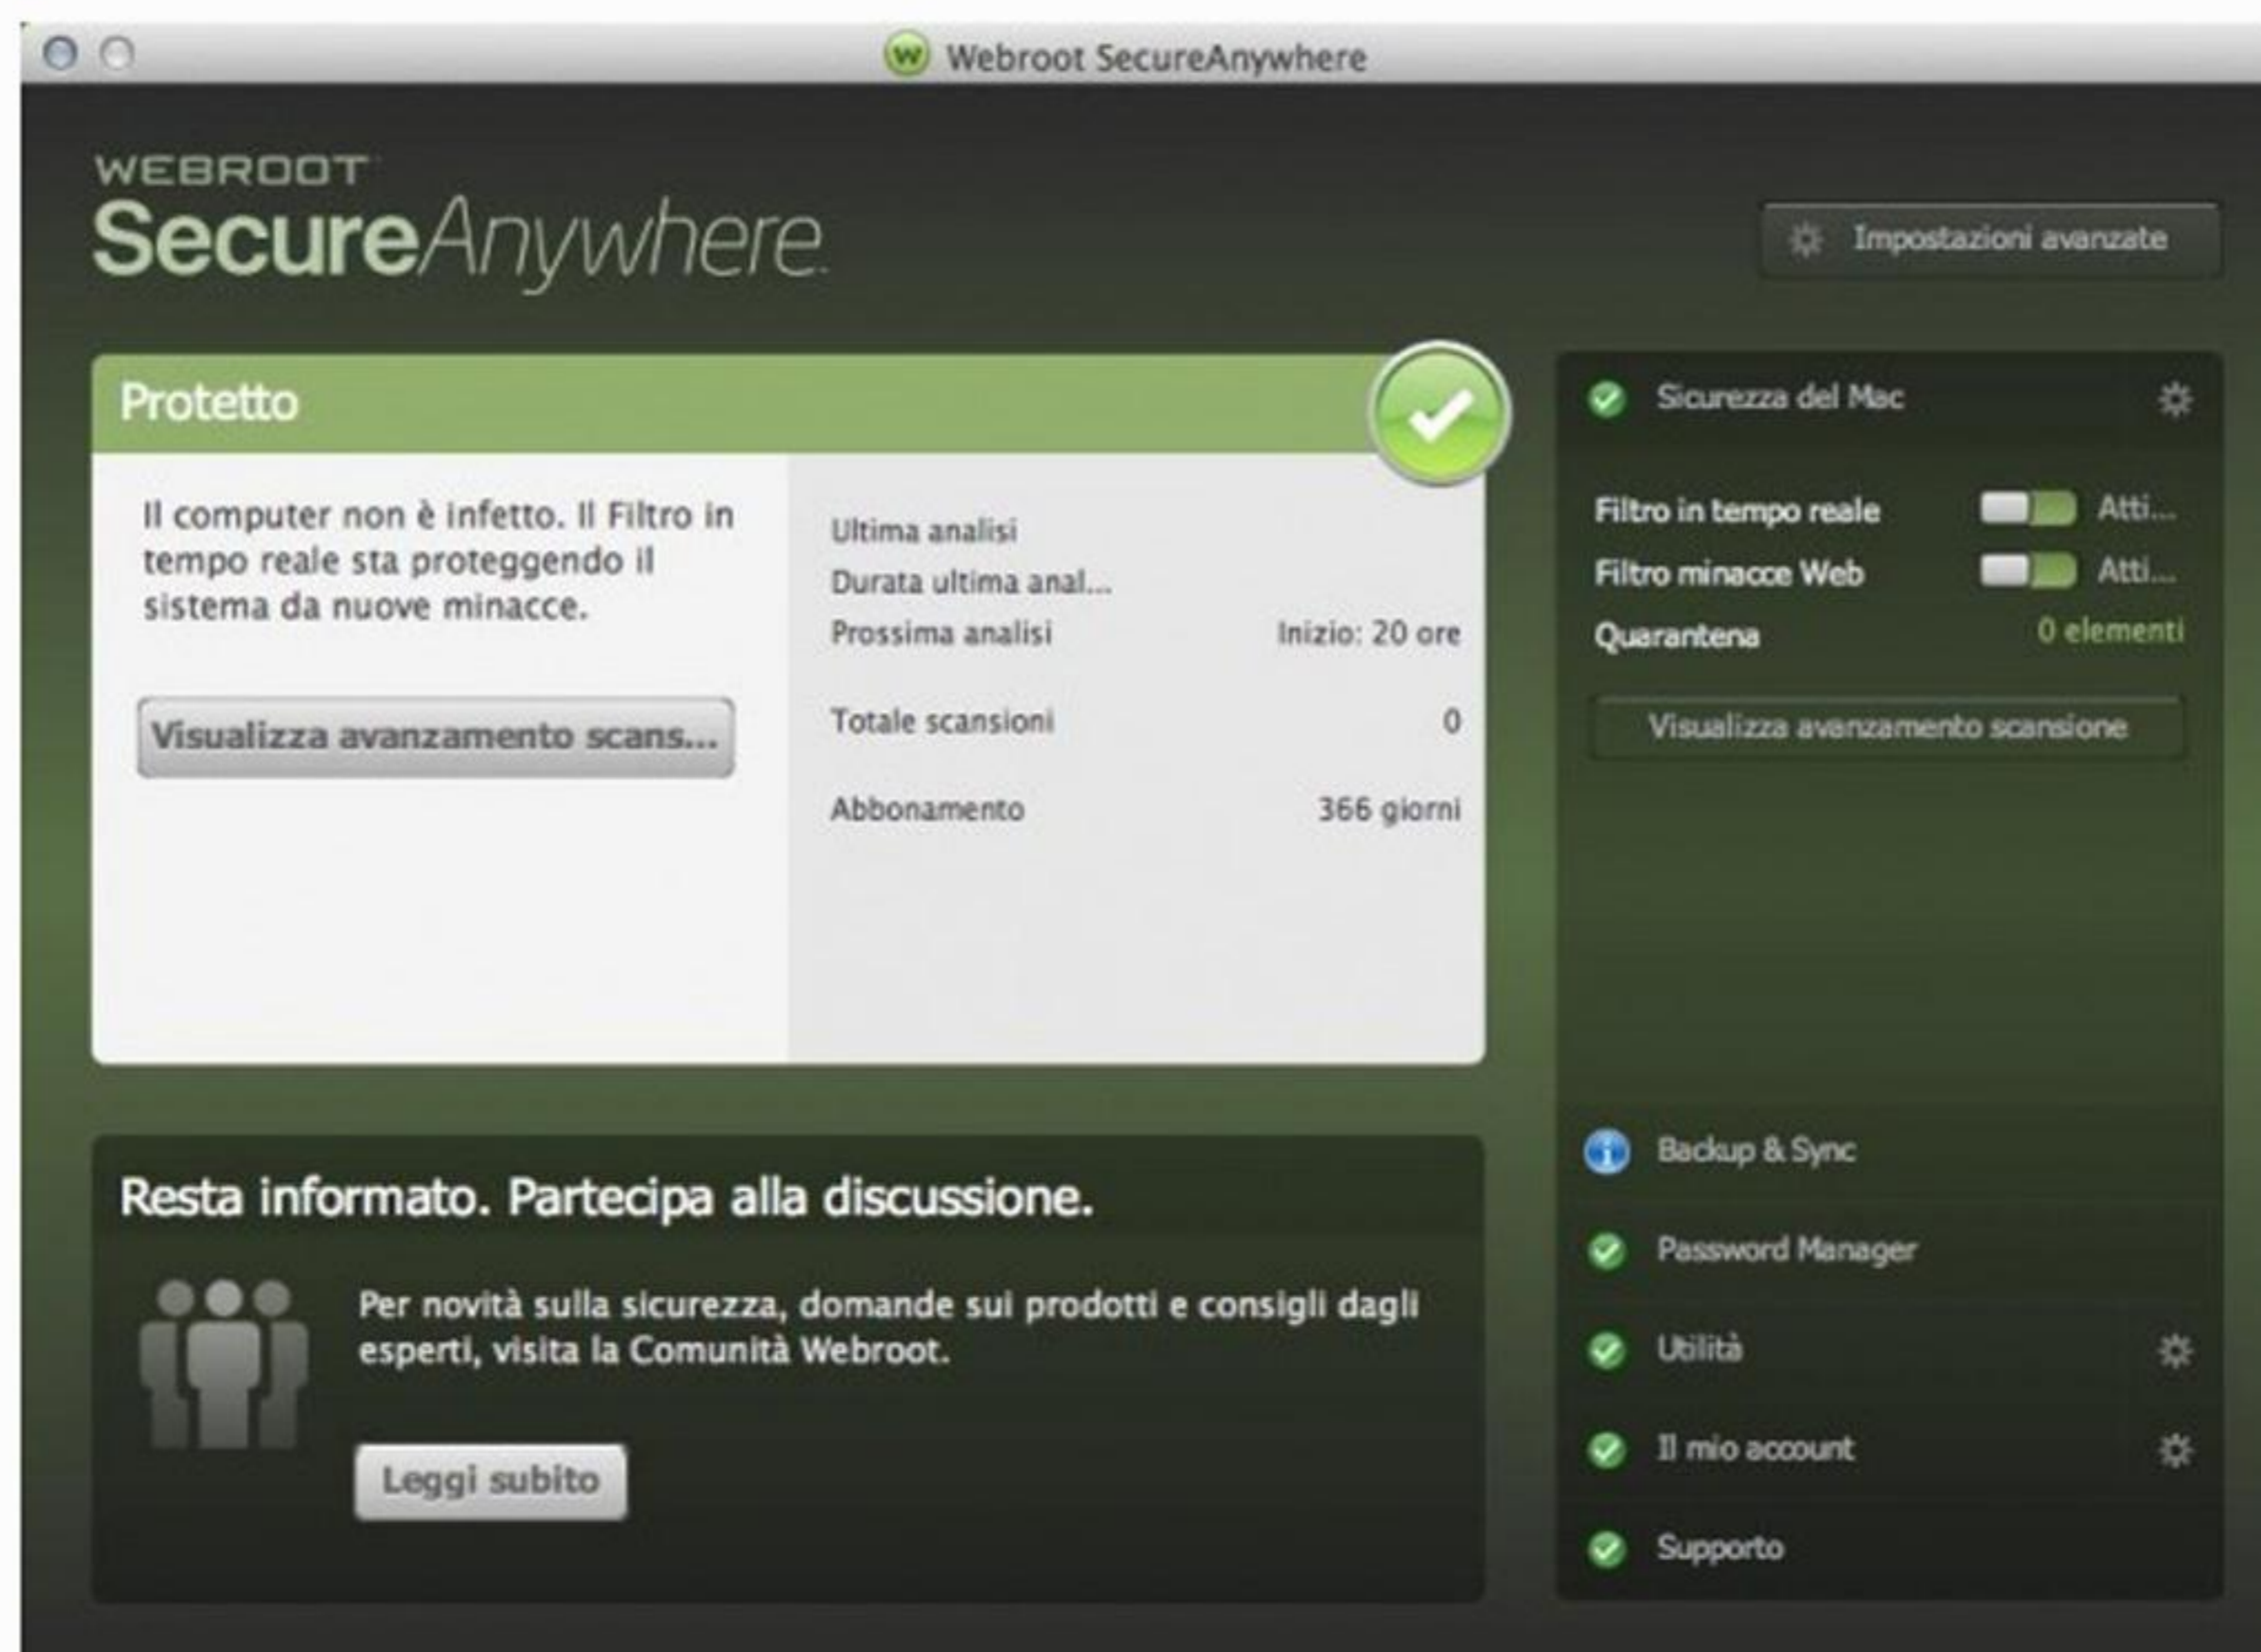 Webroot SecureAnywhere
WEBROOT
SecureAnywhere.
Impostazioni avanzate
Protetto
Il computer non è infetto. Il Filtro in
tempo reale sta proteggendo il
sistema da nuove minacce.
Visualizza avanzamento scans...
Ultima analisi
Durata ultima anal...
Prossima analisi Inizio: 20 ore
Totale scansioni 0
Abbonamento 366 giorni
Sicurezza del Mac
Filtro in tempo reale Atti...
Filtro minacce Web Atti...
Quarantena 0 elementi
Visualizza avanzamento scansione
Backup & Sync
Password Manager
Utilità
Il mio account
Supporto
Resta informato. Partecipa alla discussione.
Per novità sulla sicurezza, domande sui prodotti e consigli dagli
esperti, visita la Comunità Webroot.
Leggi subito